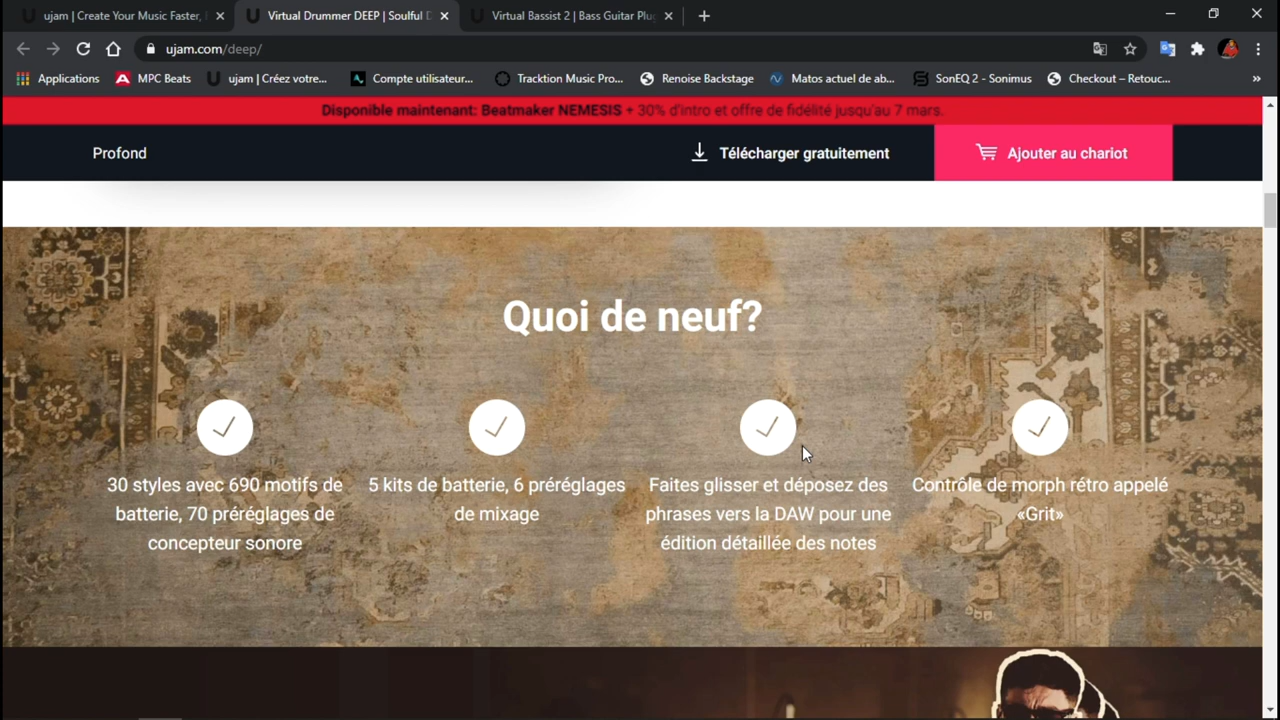 ujam | Create Your Music Faster,
Virtual Drummer DEEP | Soulful D
Virtual Bassist 2 | Bass Guitar Plug
ujam.com/deep/
Applications
MPC Beats
ujam | Créez votre...
Compte utilisateur...
Tracktion Music Pro...
Renoise Backstage
Matos actuel de ab...
SonEQ 2 - Sonimus
Checkout – Retouc...
Disponible maintenant: Beatmaker NEMESIS + 30% d'intro et offre de fidélité jusqu'au 7 mars.
Profond
Télécharger gratuitement
Ajouter au chariot
Quoi de neuf?
30 styles avec 690 motifs de
batterie, 70 préréglages de
concepteur sonore
5 kits de batterie, 6 préréglages
de mixage
Faites glisser et déposez des
phrases vers la DAW pour une
édition détaillée des notes
Contrôle de morph rétro appelé
«Grit»